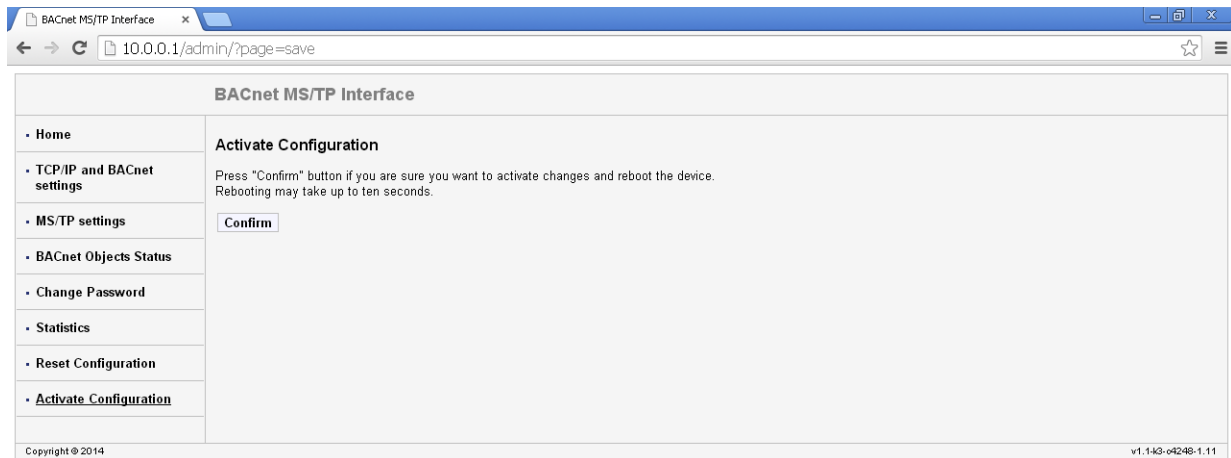 BACnet MS/TP Interface
10.0.0.1/admin/?page=save
BACnet MS/TP Interface
Home
TCP/IP and BACnet
settings
MS/TP settings
BACnet Objects Status
Change Password
Statistics
Reset Configuration
Activate Configuration
Activate Configuration
Press "Confirm" button if you are sure you want to activate changes and reboot the device.
Rebooting may take up to ten seconds.
Confirm
Copyright © 2014
v1.1-k3-o4248-1.11